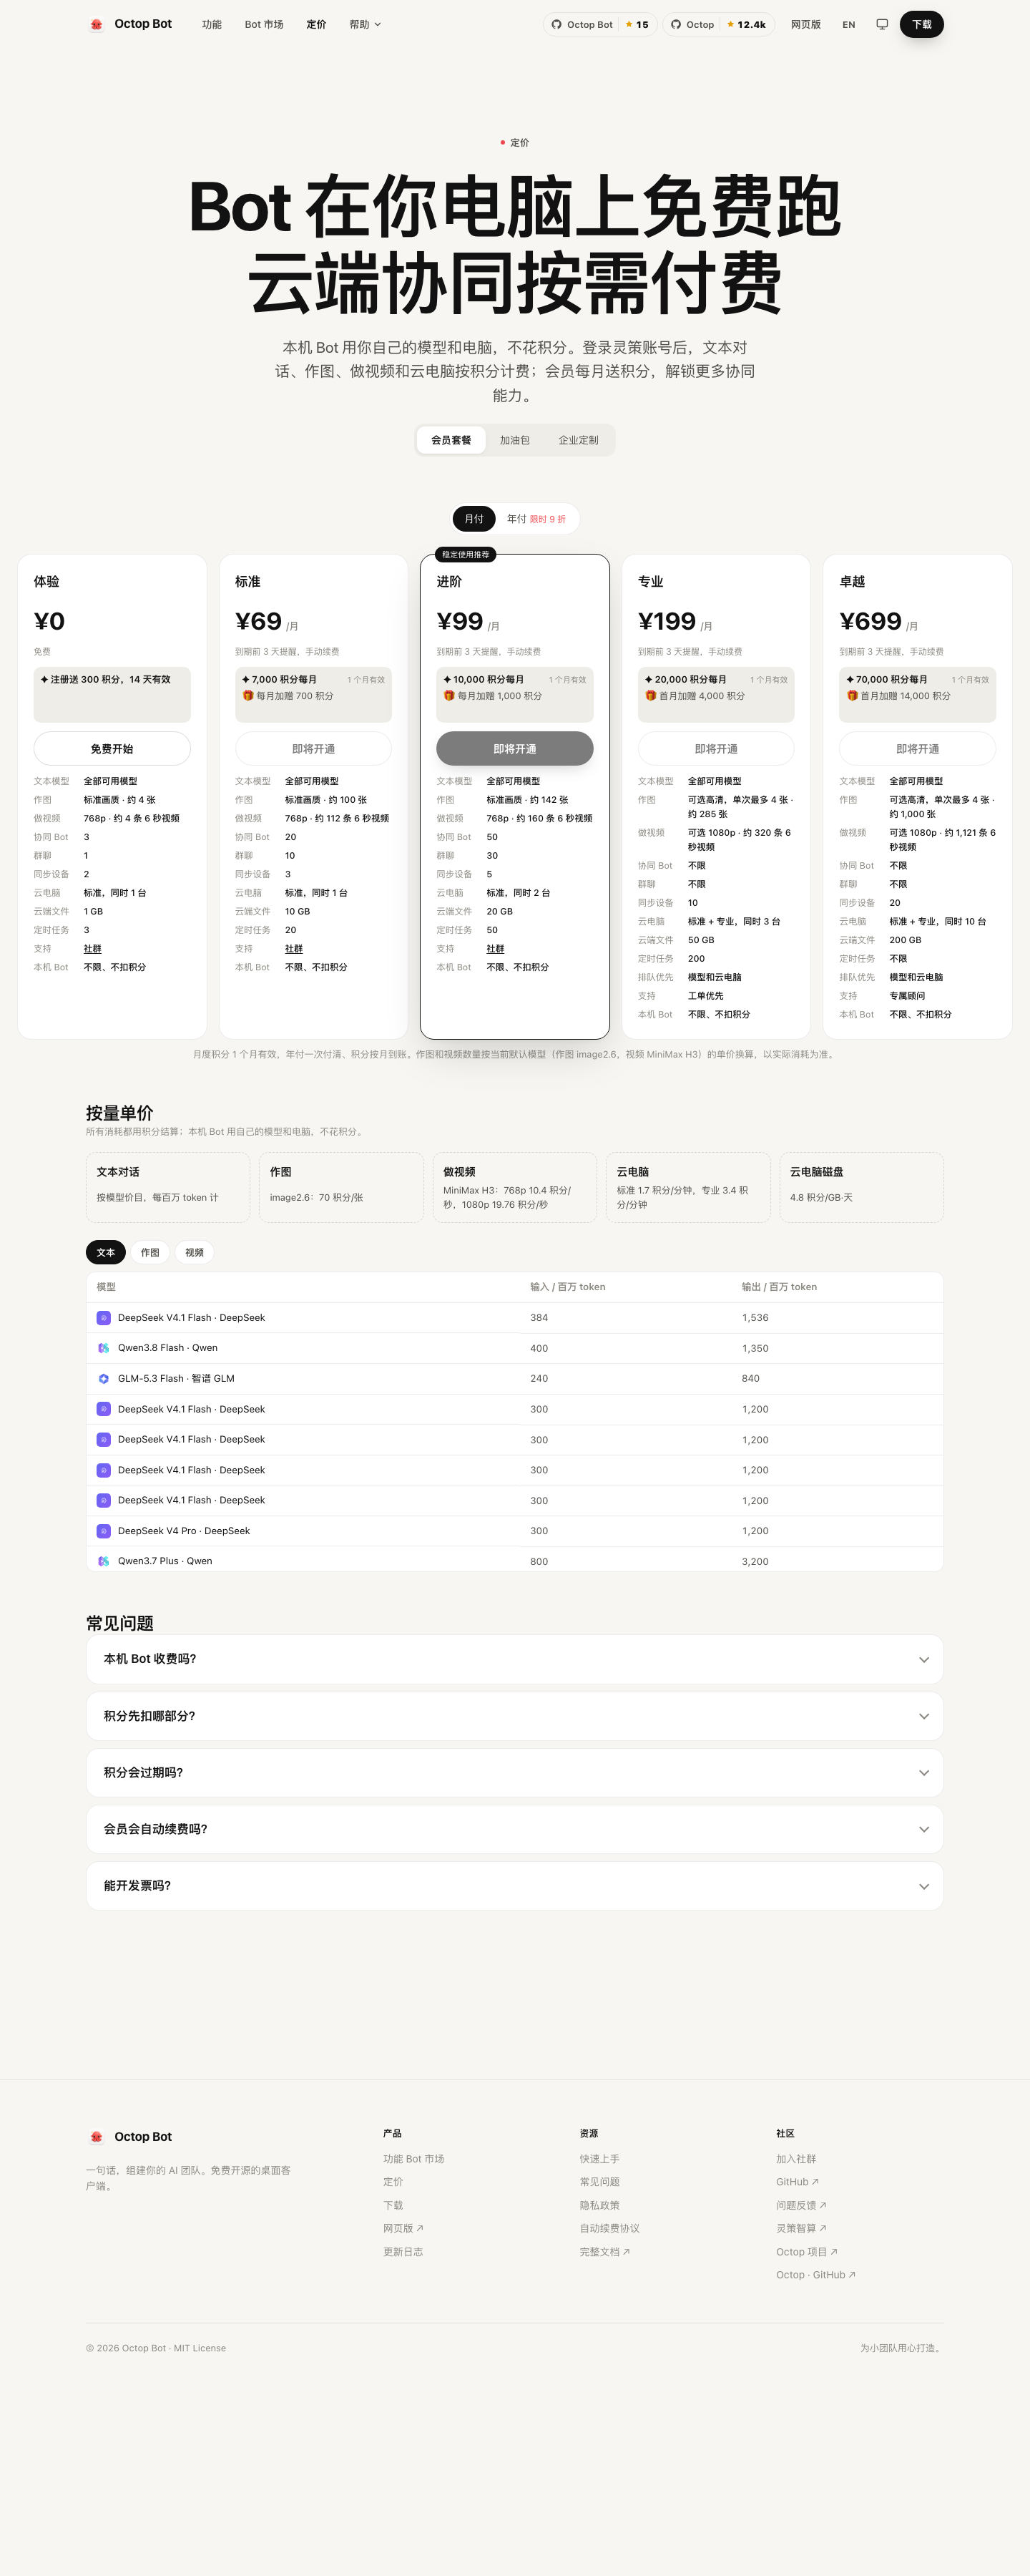 Octop Bot
功能
Bot 市场
定价
帮助
Octop Bot ★ 15
Octop ★ 12.4k
网页版
EN
下载
定价
Bot 在你电脑上免费跑
云端协同按需付费
本机 Bot 用你自己的模型和电脑，不花积分。登录灵策账号后，文本对
话、作图、做视频和云电脑按积分计费；会员每月送积分，解锁更多协同
能力。
会员套餐
加油包
企业定制
月付
年付 限时 9 折
体验
¥0
免费
✦ 注册送 300 积分，14 天有效
免费开始
文本模型 全部可用模型
作图 标准画质 · 约 4 张
做视频 768p · 约 4 条 6 秒视频
协同 Bot 3
群聊 1
同步设备 2
云电脑 标准，同时 1 台
云端文件 1 GB
定时任务 3
支持 社群
本机 Bot 不限、不扣积分
标准
¥69 /月
到期前 3 天提醒，手动续费
✦ 7,000 积分每月 1 个月有效
🎁 每月加赠 700 积分
即将开通
文本模型 全部可用模型
作图 标准画质 · 约 100 张
做视频 768p · 约 112 条 6 秒视频
协同 Bot 20
群聊 10
同步设备 3
云电脑 标准，同时 1 台
云端文件 10 GB
定时任务 20
支持 社群
本机 Bot 不限、不扣积分
稳定使用推荐
进阶
¥99 /月
到期前 3 天提醒，手动续费
✦ 10,000 积分每月 1 个月有效
🎁 每月加赠 1,000 积分
即将开通
文本模型 全部可用模型
作图 标准画质 · 约 142 张
做视频 768p · 约 160 条 6 秒视频
协同 Bot 50
群聊 30
同步设备 5
云电脑 标准，同时 2 台
云端文件 20 GB
定时任务 50
支持 社群
本机 Bot 不限、不扣积分
专业
¥199 /月
到期前 3 天提醒，手动续费
✦ 20,000 积分每月 1 个月有效
🎁 首月加赠 4,000 积分
即将开通
文本模型 全部可用模型
作图 可选高清，单次最多 4 张 ·
约 285 张
做视频 可选 1080p · 约 320 条 6
秒视频
协同 Bot 不限
群聊 不限
同步设备 10
云电脑 标准 + 专业，同时 3 台
云端文件 50 GB
定时任务 200
排队优先 模型和云电脑
支持 工单优先
本机 Bot 不限、不扣积分
卓越
¥699 /月
到期前 3 天提醒，手动续费
✦ 70,000 积分每月 1 个月有效
🎁 首月加赠 14,000 积分
即将开通
文本模型 全部可用模型
作图 可选高清，单次最多 4 张 ·
约 1,000 张
做视频 可选 1080p · 约 1,121 条 6
秒视频
协同 Bot 不限
群聊 不限
同步设备 20
云电脑 标准 + 专业，同时 10 台
云端文件 200 GB
定时任务 不限
排队优先 模型和云电脑
支持 专属顾问
本机 Bot 不限、不扣积分
月度积分 1 个月有效，年付一次付清、积分按月到账。作图和视频数量按当前默认模型（作图 image2.6，视频 MiniMax H3）的单价换算，以实际消耗为准。
按量单价
所有消耗都用积分结算；本机 Bot 用自己的模型和电脑，不花积分。
文本对话
按模型价目，每百万 token 计
作图
image2.6：70 积分/张
做视频
MiniMax H3：768p 10.4 积分/
秒，1080p 19.76 积分/秒
云电脑
标准 1.7 积分/分钟，专业 3.4 积
分/分钟
云电脑磁盘
4.8 积分/GB·天
文本
作图
视频
模型 输入 / 百万 token 输出 / 百万 token
DeepSeek V4.1 Flash · DeepSeek 384 1,536
Qwen3.8 Flash · Qwen 400 1,350
GLM-5.3 Flash · 智谱 GLM 240 840
DeepSeek V4.1 Flash · DeepSeek 300 1,200
DeepSeek V4.1 Flash · DeepSeek 300 1,200
DeepSeek V4.1 Flash · DeepSeek 300 1,200
DeepSeek V4.1 Flash · DeepSeek 300 1,200
DeepSeek V4 Pro · DeepSeek 300 1,200
Qwen3.7 Plus · Qwen 800 3,200
常见问题
本机 Bot 收费吗？
积分先扣哪部分？
积分会过期吗？
会员会自动续费吗？
能开发票吗？
Octop Bot
一句话，组建你的 AI 团队。免费开源的桌面客
户端。
产品
功能 Bot 市场
定价
下载
网页版 ↗
更新日志
资源
快速上手
常见问题
隐私政策
自动续费协议
完整文档 ↗
社区
加入社群
GitHub ↗
问题反馈 ↗
灵策智算 ↗
Octop 项目 ↗
Octop · GitHub ↗
© 2026 Octop Bot · MIT License
为小团队用心打造。